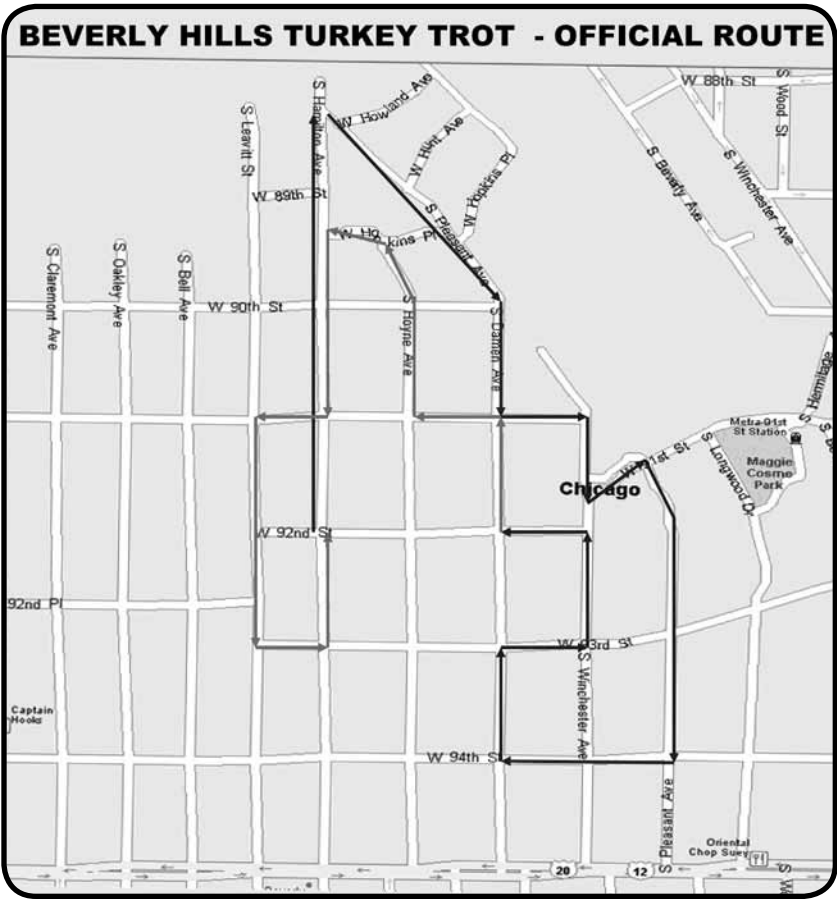 BEVERLY HILLS TURKEY TROT - OFFICIAL ROUTE
W 88th St
S Wood St
S Hamilton Ave
W Howland Ave
S Leavitt St
W Hunt Ave
S Beverly Ave
S Winchester Ave
W Hopkins Pl
W 89th St
S Pleasant Ave
W Hopkins Pl
S Claremont Ave
S Oakley Ave
S Bell Ave
W 90th St
S Hoyne Ave
S Damen Ave
S Hermitage
Metra-91st
St Station
W 91st St
S Longwood Dr
Maggie
Cosme
Park
Chicago
W 92nd St
92nd Pl
W 93rd St
S Winchester Ave
Captain
Hooks
W 94th S
S Pleasant Ave
Oriental
Chop Suey
20
12